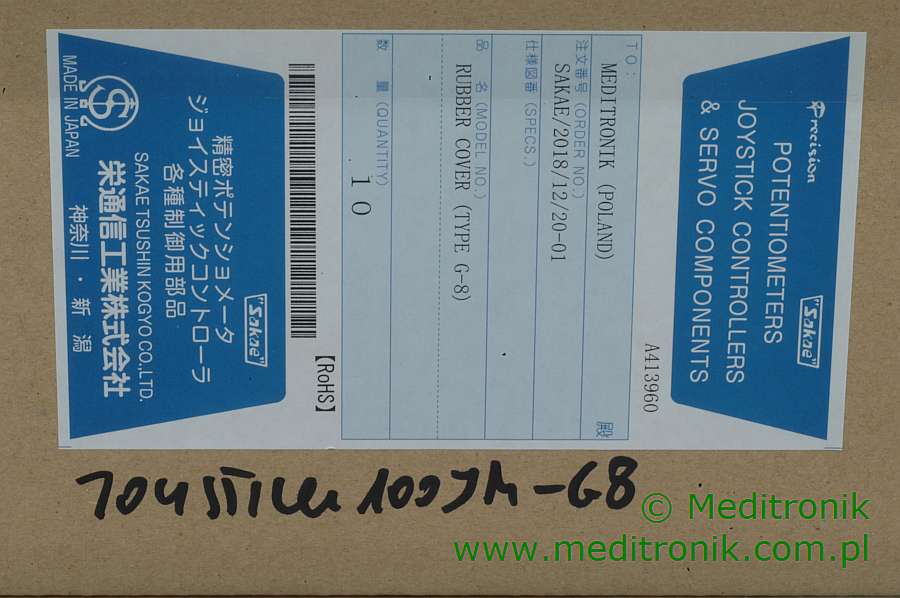 Precision
POTENTIOMETERS
JOYSTICK CONTROLLERS
& SERVO COMPONENTS
"Sakae"
A413960
TO:
MEDITRONIK (POLAND)
殿
注文番号 (ORDER NO.)
SAKAE/2018/12/20-01
仕様図番 (SPECS.)
品 名 (MODEL NO.)
RUBBER COVER (TYPE G-8)
数 量 (QUANTITY)
10
【RoHS】
"Sakae"
精密ポテンショメータ
ジョイスティックコントローラ
各種制御用部品
SAKAE TSUSHIN KOGYO CO.,LTD.
栄通信工業株式会社
神奈川・新潟
MADE IN JAPAN
JOYSTICK 100JM-G8
© Meditronik
www.meditronik.com.pl